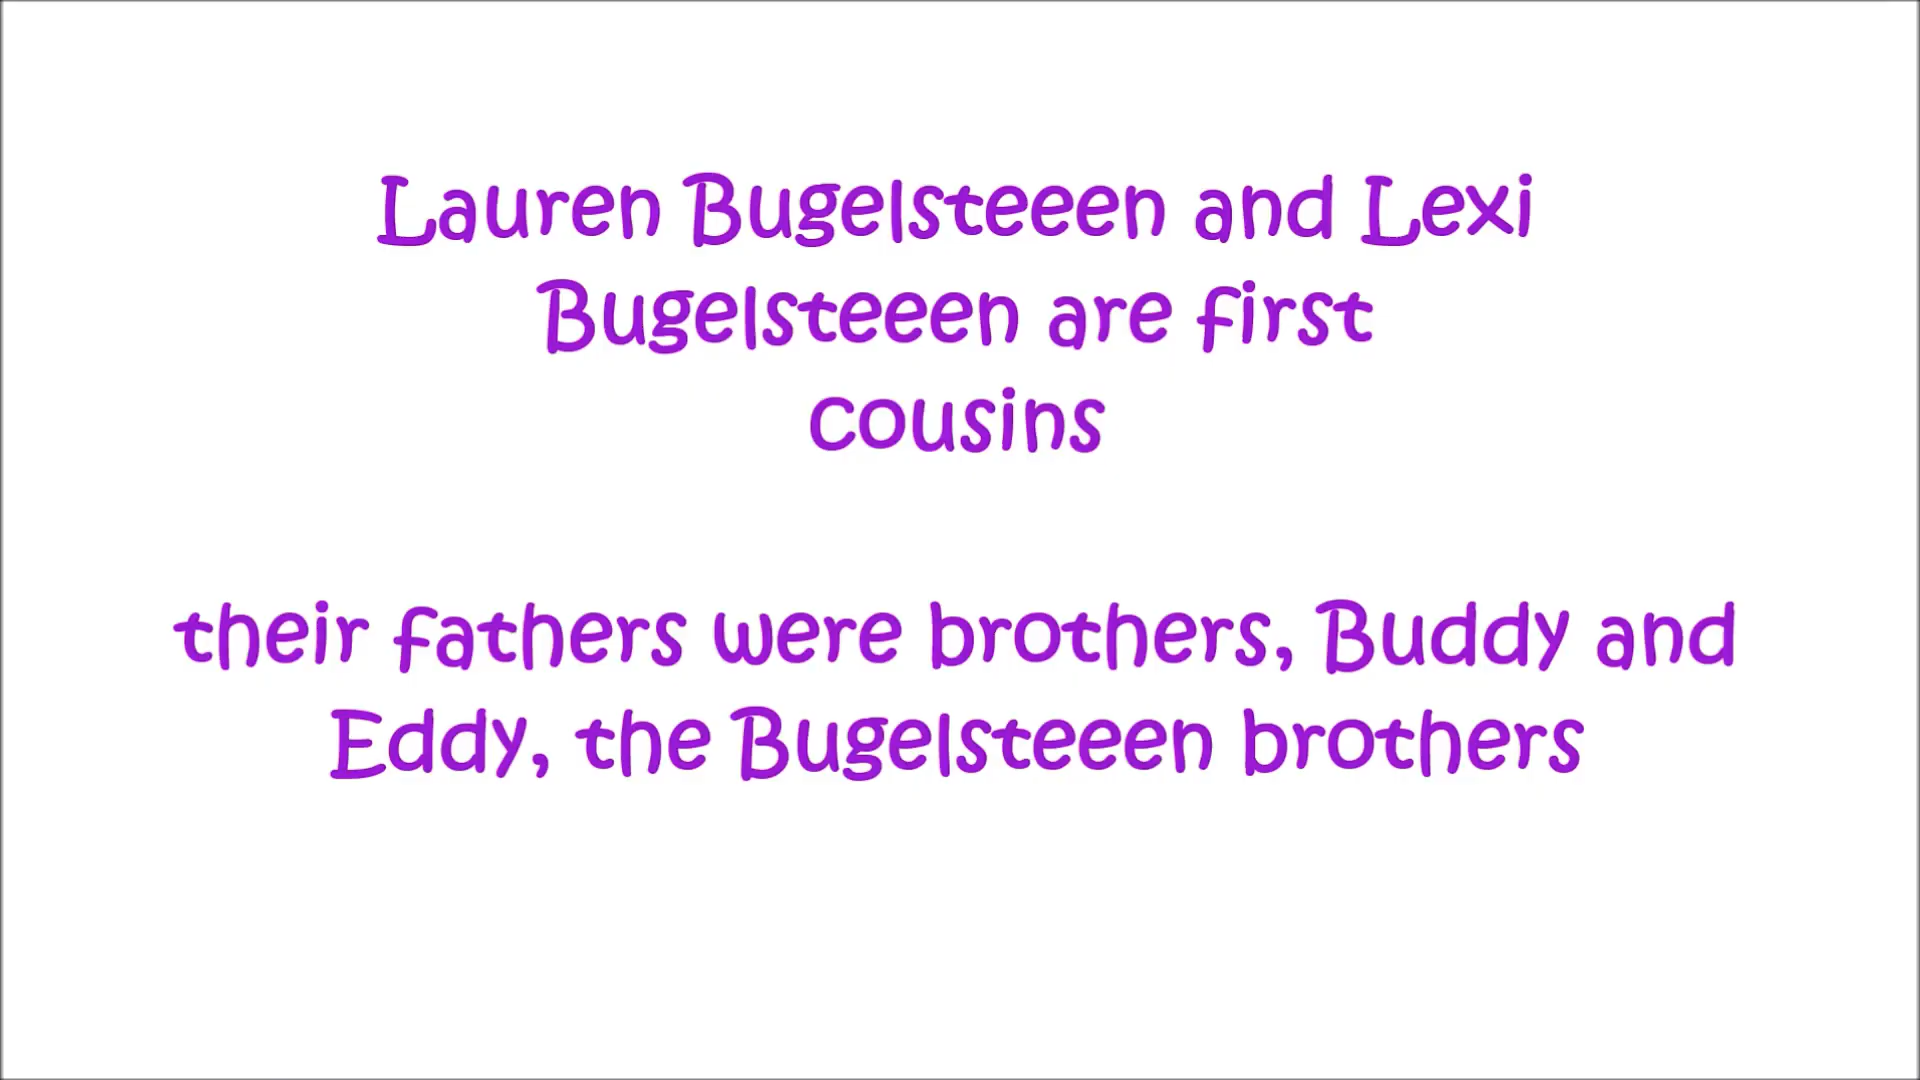 Lauren Bugelsteeen and Lexi
Bugelsteeen are first
cousins
their fathers were brothers, Buddy and
Eddy, the Bugelsteeen brothers